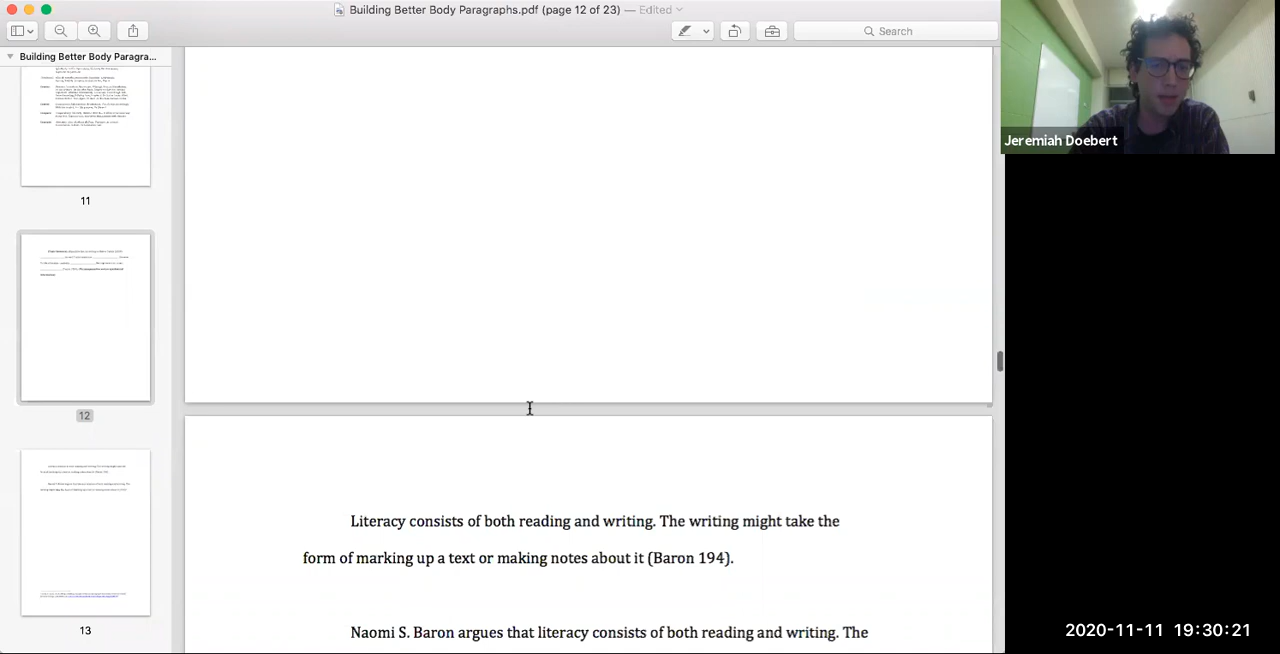 Building Better Body Paragraphs.pdf (page 12 of 23) — Edited
Search
Building Better Body Paragra...
11
12
13
Literacy consists of both reading and writing. The writing might take the
form of marking up a text or making notes about it (Baron 194).
Naomi S. Baron argues that literacy consists of both reading and writing. The
Jeremiah Doebert
2020-11-11 19:30:21